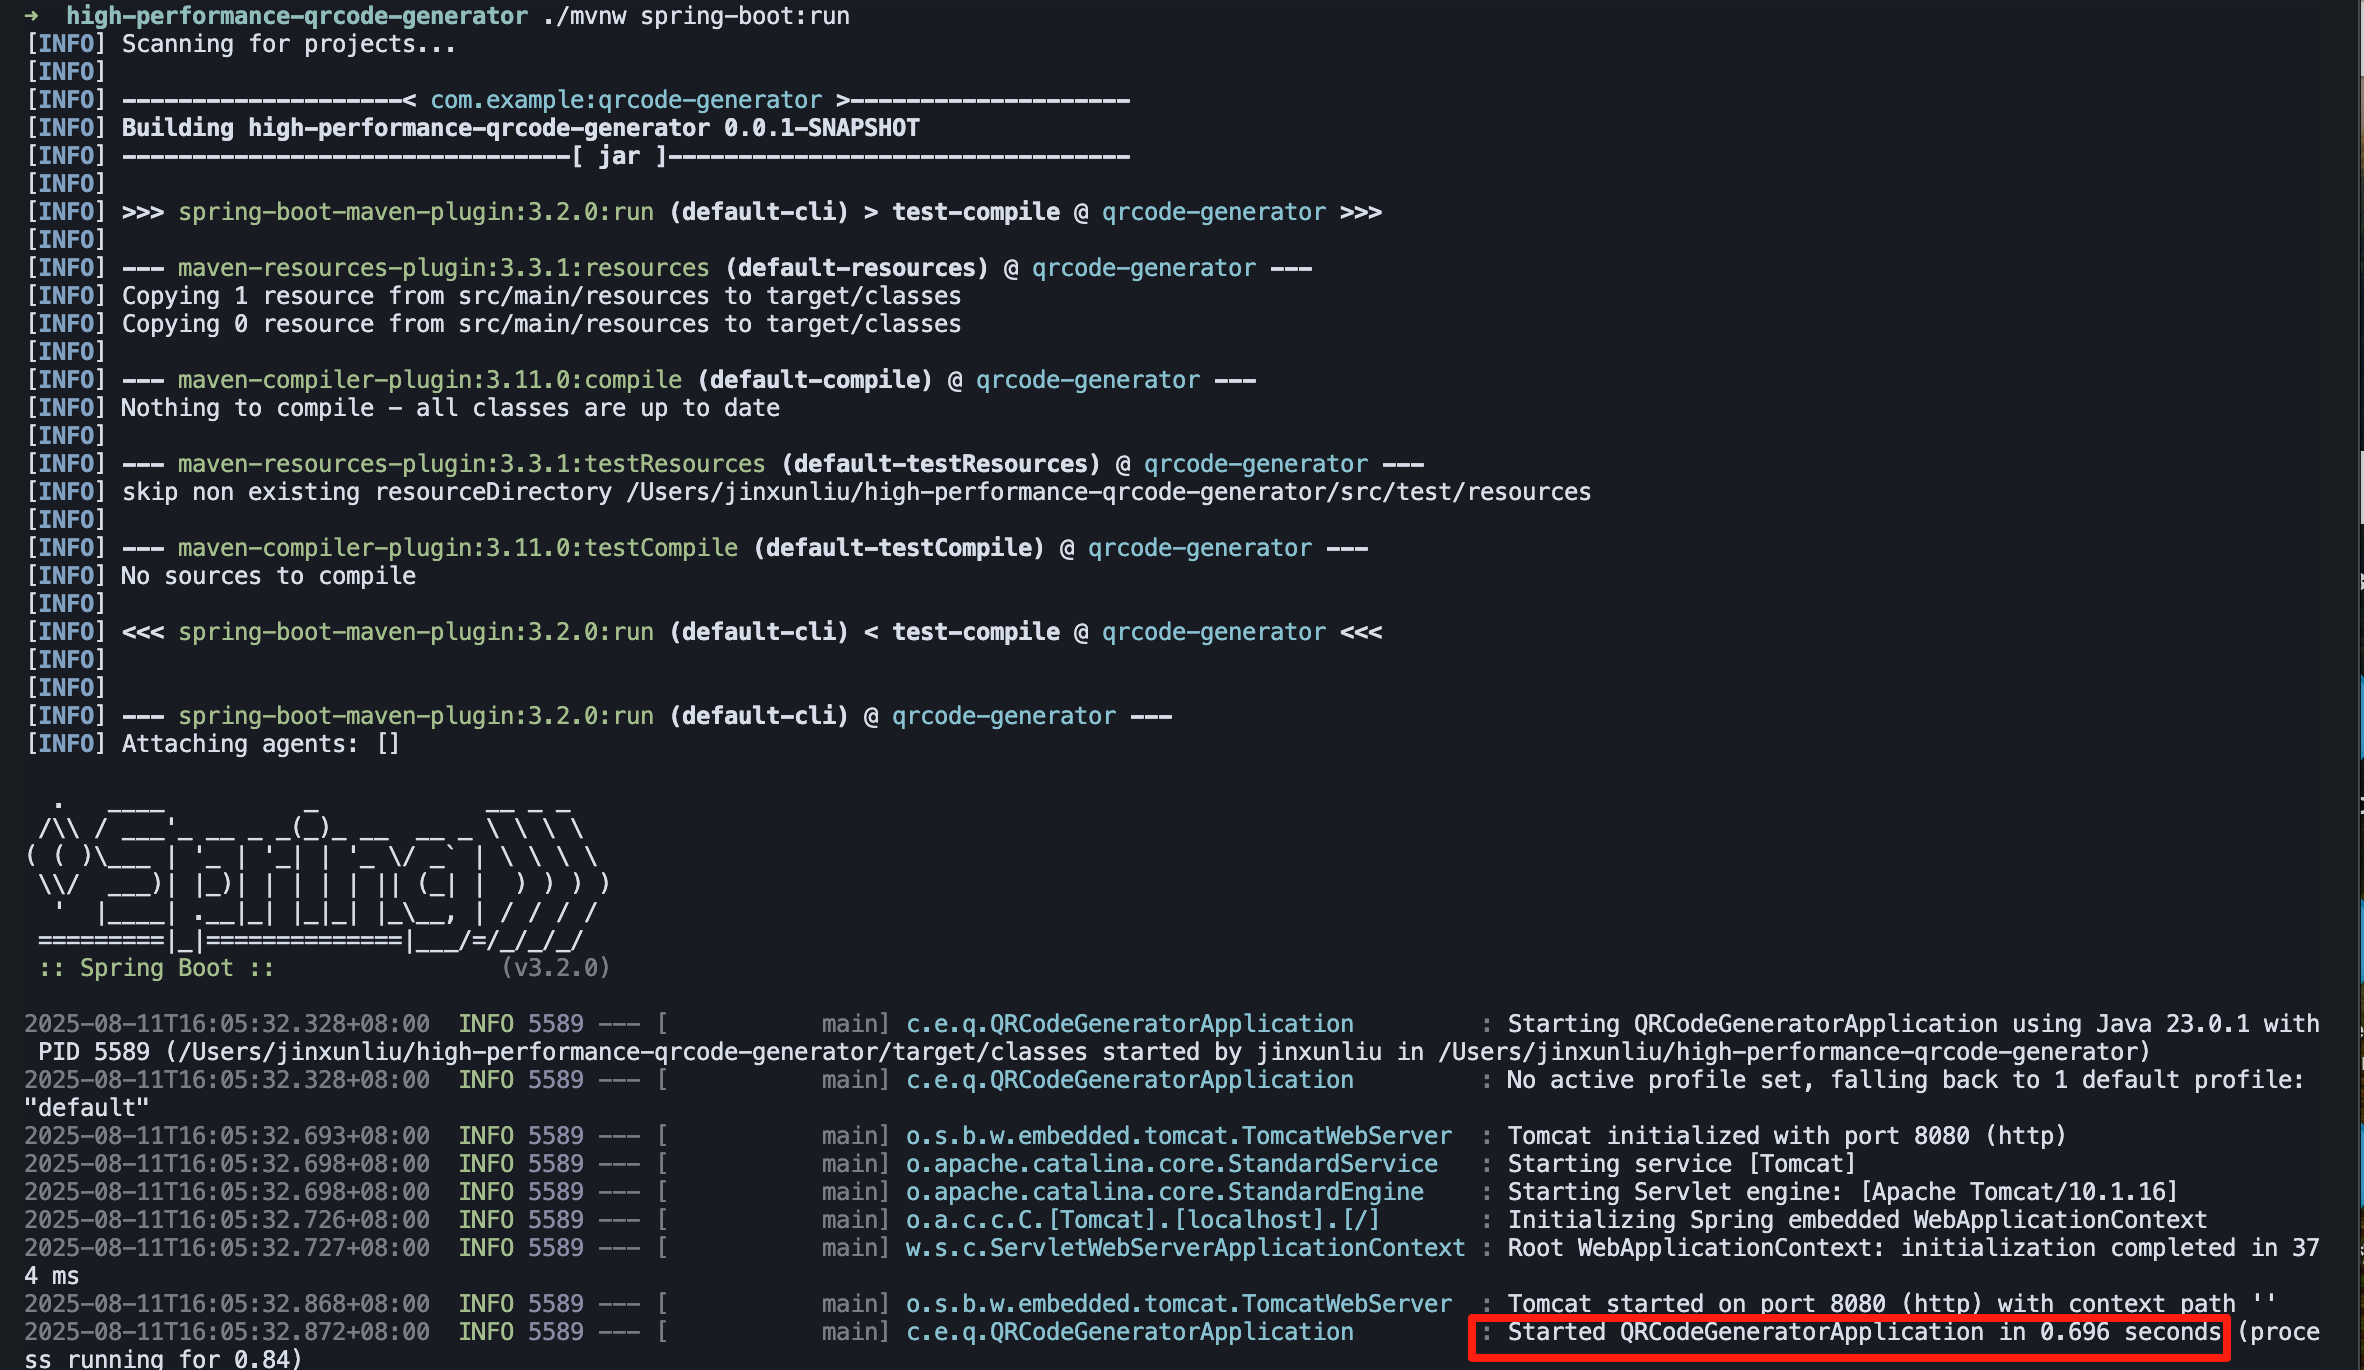 ➜  high-performance-qrcode-generator ./mvnw spring-boot:run
[INFO] Scanning for projects...
[INFO]
[INFO] --------------------< com.example:qrcode-generator >--------------------
[INFO] Building high-performance-qrcode-generator 0.0.1-SNAPSHOT
[INFO] --------------------------------[ jar ]---------------------------------
[INFO]
[INFO] >>> spring-boot-maven-plugin:3.2.0:run (default-cli) > test-compile @ qrcode-generator >>>
[INFO]
[INFO] --- maven-resources-plugin:3.3.1:resources (default-resources) @ qrcode-generator ---
[INFO] Copying 1 resource from src/main/resources to target/classes
[INFO] Copying 0 resource from src/main/resources to target/classes
[INFO]
[INFO] --- maven-compiler-plugin:3.11.0:compile (default-compile) @ qrcode-generator ---
[INFO] Nothing to compile - all classes are up to date
[INFO]
[INFO] --- maven-resources-plugin:3.3.1:testResources (default-testResources) @ qrcode-generator ---
[INFO] skip non existing resourceDirectory /Users/jinxunliu/high-performance-qrcode-generator/src/test/resources
[INFO]
[INFO] --- maven-compiler-plugin:3.11.0:testCompile (default-testCompile) @ qrcode-generator ---
[INFO] No sources to compile
[INFO]
[INFO] <<< spring-boot-maven-plugin:3.2.0:run (default-cli) < test-compile @ qrcode-generator <<<
[INFO]
[INFO]
[INFO] --- spring-boot-maven-plugin:3.2.0:run (default-cli) @ qrcode-generator ---
[INFO] Attaching agents: []
  .   ____          _            __ _ _
 /\\ / ___'_ __ _ _(_)_ __  __ _ \ \ \ \
( ( )\___ | '_ | '_| | '_ \/ _` | \ \ \ \
 \\/  ___)| |_)| | | | | || (_| |  ) ) ) )
  '  |____| .__|_| |_|_| |_\__, | / / / /
 =========|_|==============|___/=/_/_/_/
 :: Spring Boot ::                (v3.2.0)
2025-08-11T16:05:32.328+08:00  INFO 5589 --- [           main] c.e.q.QRCodeGeneratorApplication         : Starting QRCodeGeneratorApplication using Java 23.0.1 with
 PID 5589 (/Users/jinxunliu/high-performance-qrcode-generator/target/classes started by jinxunliu in /Users/jinxunliu/high-performance-qrcode-generator)
2025-08-11T16:05:32.328+08:00  INFO 5589 --- [           main] c.e.q.QRCodeGeneratorApplication         : No active profile set, falling back to 1 default profile:
"default"
2025-08-11T16:05:32.693+08:00  INFO 5589 --- [           main] o.s.b.w.embedded.tomcat.TomcatWebServer  : Tomcat initialized with port 8080 (http)
2025-08-11T16:05:32.698+08:00  INFO 5589 --- [           main] o.apache.catalina.core.StandardService   : Starting service [Tomcat]
2025-08-11T16:05:32.698+08:00  INFO 5589 --- [           main] o.apache.catalina.core.StandardEngine    : Starting Servlet engine: [Apache Tomcat/10.1.16]
2025-08-11T16:05:32.726+08:00  INFO 5589 --- [           main] o.a.c.c.C.[Tomcat].[localhost].[/]       : Initializing Spring embedded WebApplicationContext
2025-08-11T16:05:32.727+08:00  INFO 5589 --- [           main] w.s.c.ServletWebServerApplicationContext : Root WebApplicationContext: initialization completed in 37
4 ms
2025-08-11T16:05:32.868+08:00  INFO 5589 --- [           main] o.s.b.w.embedded.tomcat.TomcatWebServer  : Tomcat started on port 8080 (http) with context path ''
2025-08-11T16:05:32.872+08:00  INFO 5589 --- [           main] c.e.q.QRCodeGeneratorApplication         : Started QRCodeGeneratorApplication in 0.696 seconds (proce
ss running for 0.84)